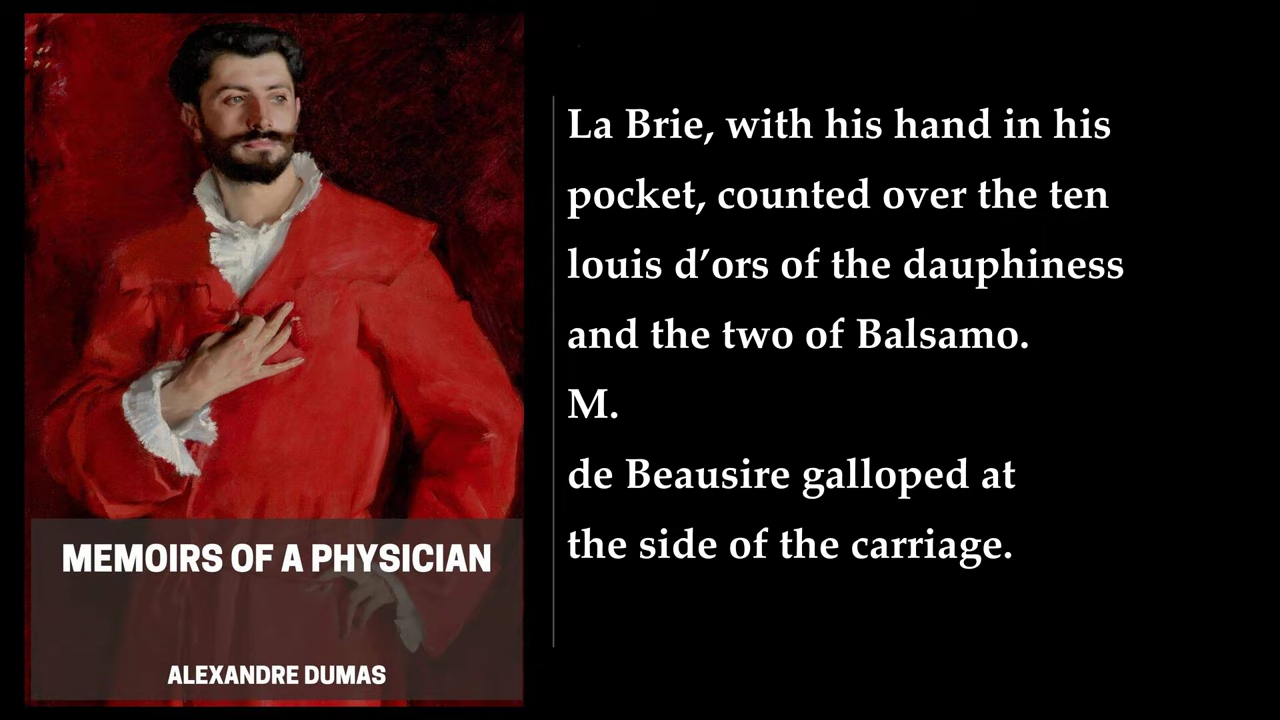 La Brie, with his hand in his
pocket, counted over the ten
louis d’ors of the dauphiness
and the two of Balsamo.
M.
de Beausire galloped at
the side of the carriage.
MEMOIRS OF A PHYSICIAN
ALEXANDRE DUMAS